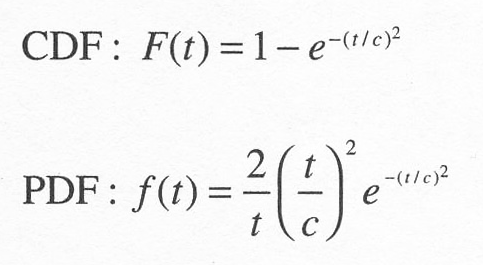 CDF : F(t) = 1 − e^{−(t/c)^2}
PDF : f(t) = \frac{2}{t} \left( \frac{t}{c} \right)^2 e^{−(t/c)^2}